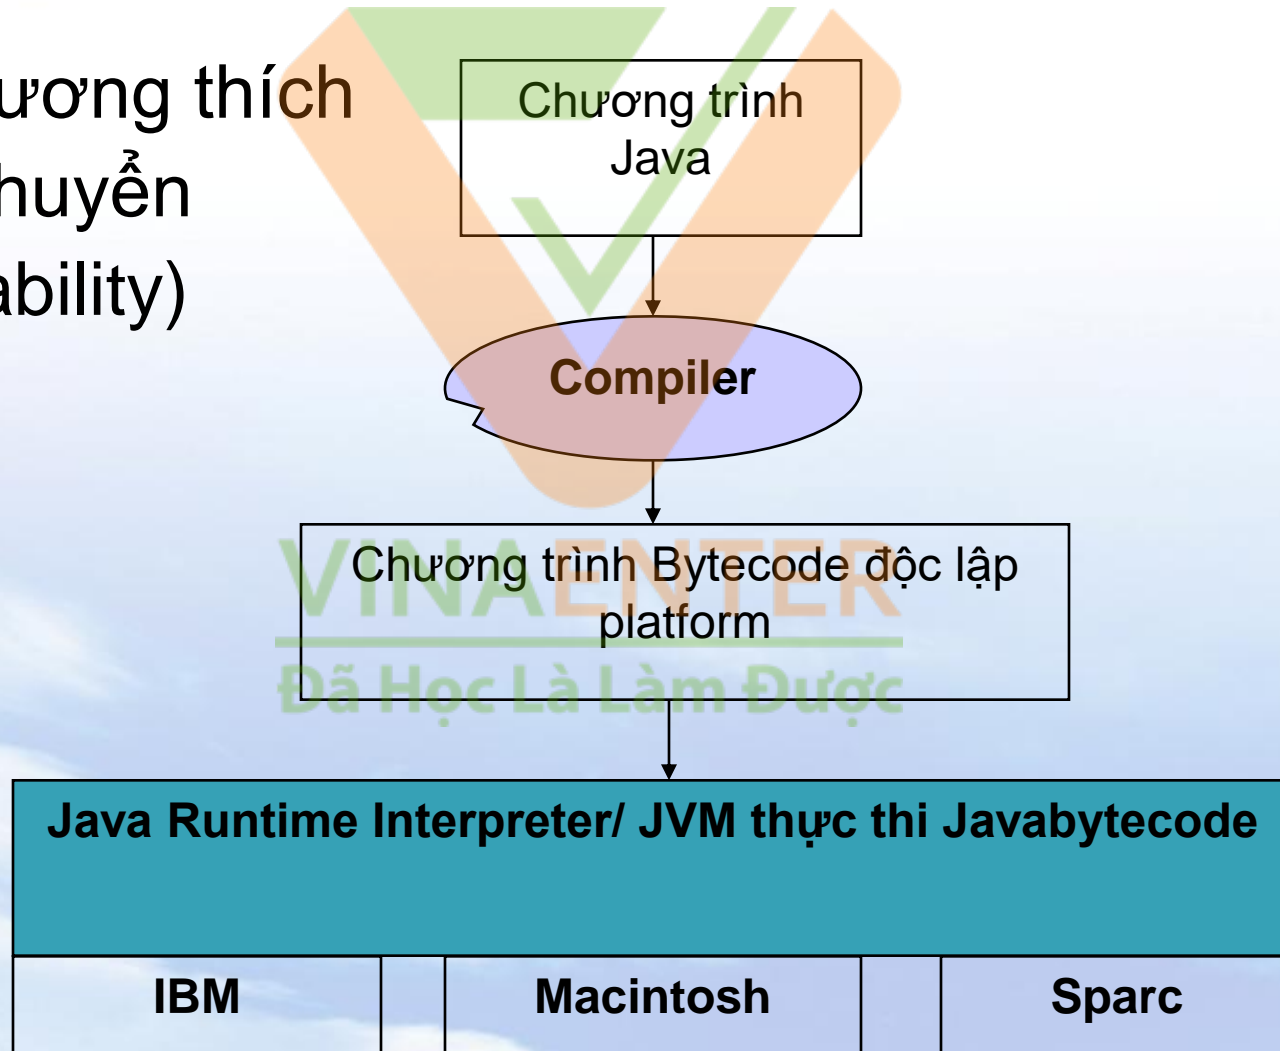 ương thích
huyển
ability)
Chương trình
Java
Compiler
Chương trình Bytecode độc lập
platform
VINAENTER
Đã Học Là Làm Được
Java Runtime Interpreter/ JVM thực thi Javabytecode
IBM
Macintosh
Sparc